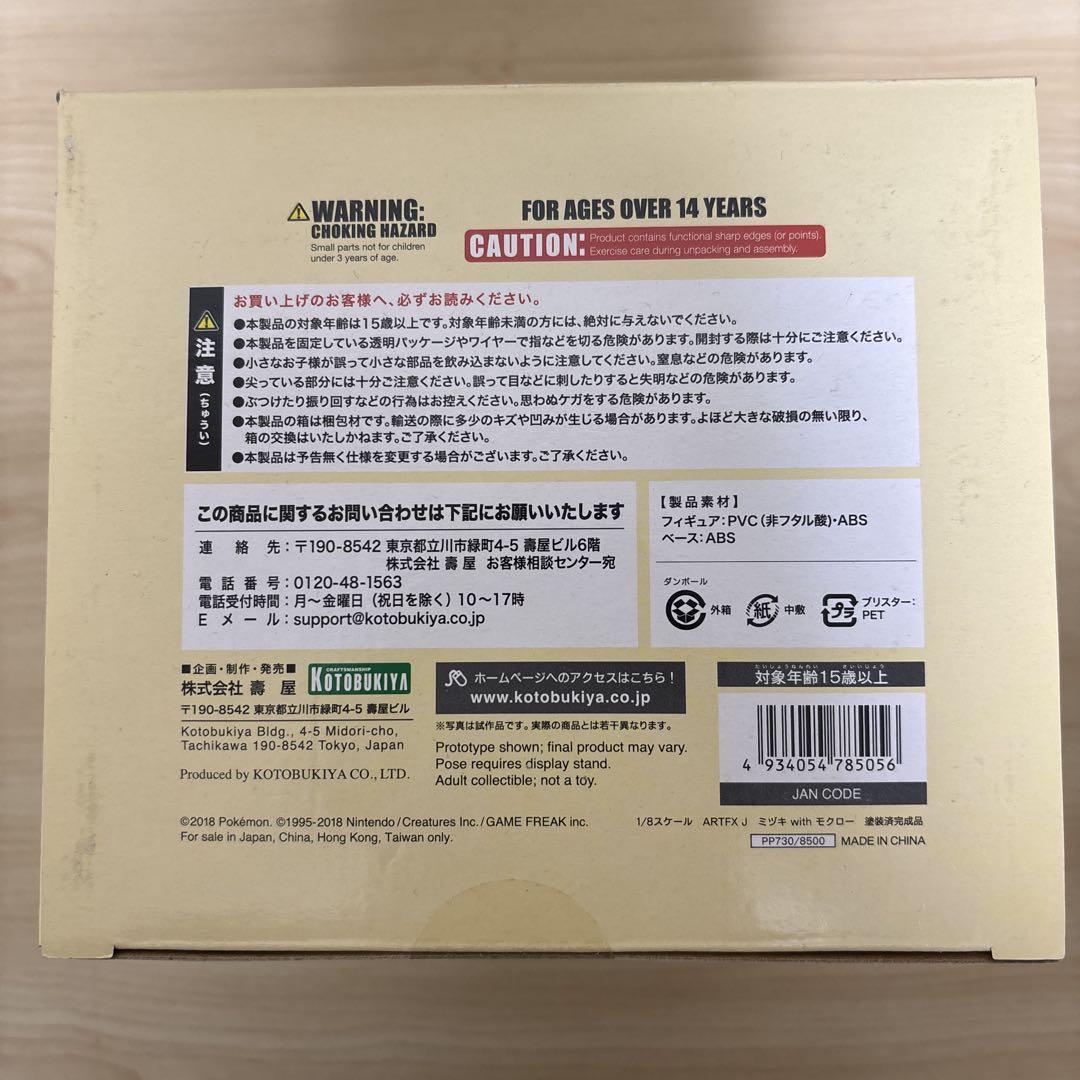 WARNING:
CHOKING HAZARD
Small parts not for children
under 3 years of age.
FOR AGES OVER 14 YEARS
CAUTION: Product contains functional sharp edges (or points).
Exercise care during unpacking and assembly.
注意(ちゅうい)
お買い上げのお客様へ、必ずお読みください。
●本製品の対象年齢は15歳以上です。対象年齢未満の方には、絶対に与えないでください。
●本製品を固定している透明パッケージやワイヤーで指などを切る危険があります。開封する際は十分にご注意ください。
●小さなお子様が誤って小さな部品を飲み込まないように注意してください。窒息などの危険があります。
●尖っている部分には十分ご注意ください。誤って目などに刺したりすると失明などの危険があります。
●ぶつけたり振り回すなどの行為はお控えください。思わぬケガをする危険があります。
●本製品の箱は梱包材です。輸送の際に多少のキズや凹みが生じる場合があります。よほど大きな破損の無い限り、
箱の交換はいたしかねます。ご了承ください。
●本製品は予告無く仕様を変更する場合がございます。ご了承ください。
この商品に関するお問い合わせは下記にお願いいたします
連絡先:〒190-8542 東京都立川市緑町4-5 壽屋ビル6階
株式会社 壽 屋 お客様相談センター宛
電話番号:0120-48-1563
電話受付時間:月〜金曜日(祝日を除く)10〜17時
Eメール:support@kotobukiya.co.jp
【製品素材】
フィギュア:PVC(非フタル酸)・ABS
ベース:ABS
ダンボール
外箱
紙 中敷
プラ ブリスター:
PET
■企画・制作・発売■
株式会社 壽 屋
CRAFTSMANSHIP
KOTOBUKIYA
〒190-8542 東京都立川市緑町4-5 壽屋ビル
Kotobukiya Bldg., 4-5 Midori-cho,
Tachikawa 190-8542 Tokyo, Japan
Produced by KOTOBUKIYA CO., LTD.
ホームページへのアクセスはこちら!
www.kotobukiya.co.jp
※写真は試作品です。実際の商品とは若干異なります。
Prototype shown; final product may vary.
Pose requires display stand.
Adult collectible; not a toy.
たいしょうねんれい さいいじょう
対象年齢15歳以上
4 934054 785056
JAN CODE
©2018 Pokémon. ©1995-2018 Nintendo/Creatures Inc./GAME FREAK inc.
For sale in Japan, China, Hong Kong, Taiwan only.
1/8スケール ARTFX J ミヅキ with モクロー 塗装済完成品
PP730/8500 MADE IN CHINA